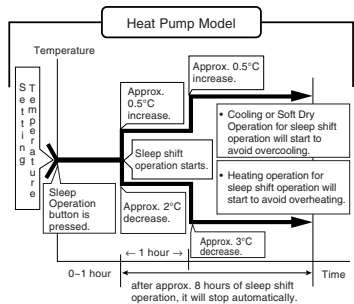 Heat Pump Model
Temperature
Setting
Temperature
Approx. 0.5°C
increase.
Approx.
0.5°C
increase.
• Cooling or Soft Dry
Operation for sleep shift
operation will start to
avoid overcooling.
Sleep shift
operation starts.
• Heating operation for
sleep shift operation will
start to avoid overheating.
Sleep
Operation
button is
pressed.
Approx. 2°C
decrease.
Approx. 3°C
decrease.
← 1 hour →
0~1 hour
Time
after approx. 8 hours of sleep shift
operation, it will stop automatically.